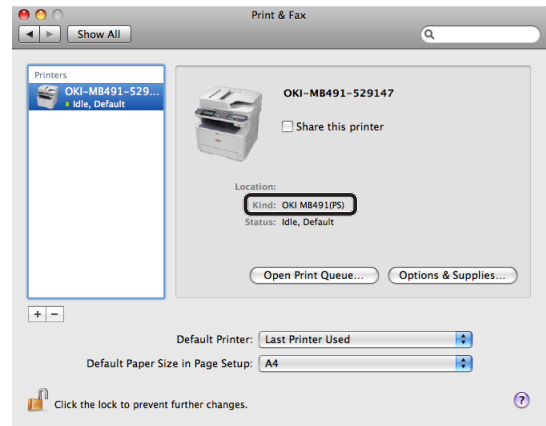 Print & Fax
Show All
Printers
OKI-MB491-529...
Idle, Default
OKI-MB491-529147
Share this printer
Location:
Kind: OKI MB491(PS)
Status: Idle, Default
Open Print Queue... Options & Supplies...
+ −
Default Printer: Last Printer Used
Default Paper Size in Page Setup: A4
Click the lock to prevent further changes.
?